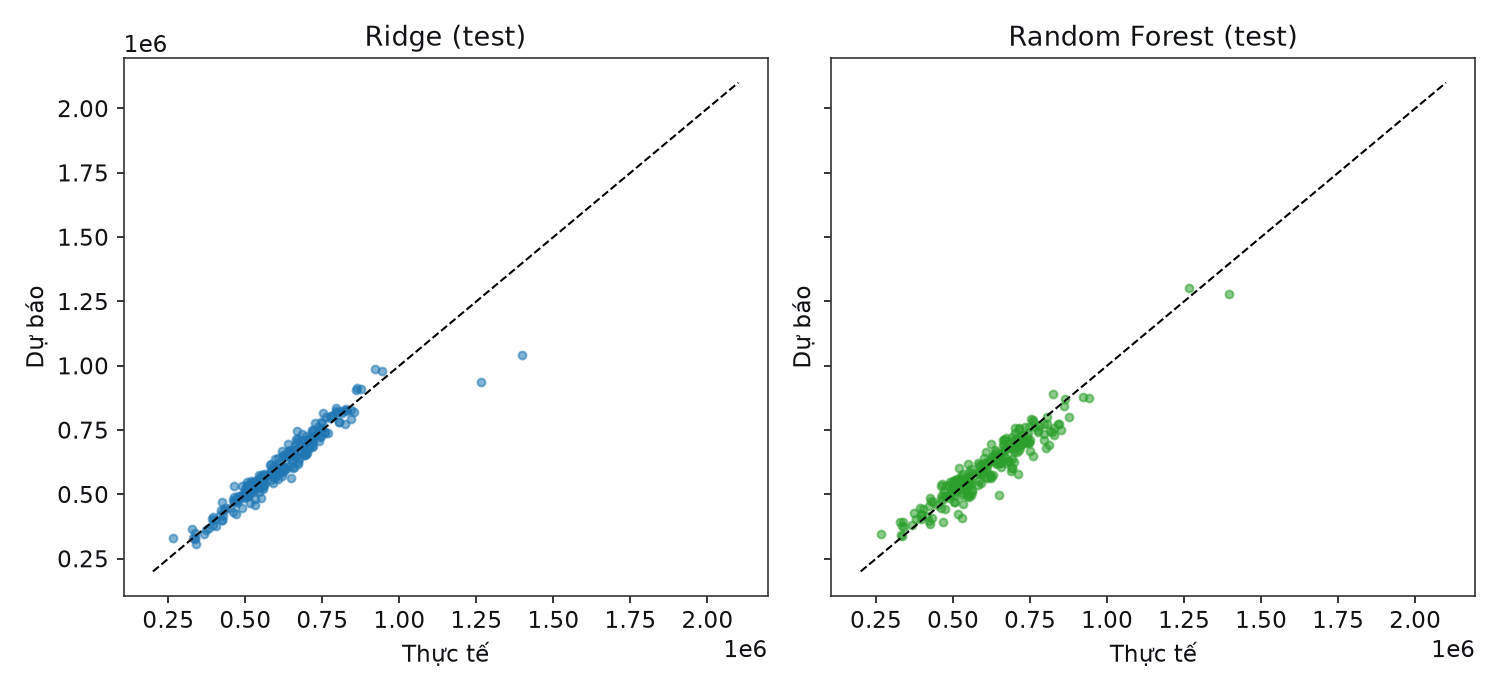 Ridge (test)
1e6
2.00
1.75
1.50
1.25
1.00
0.75
0.50
0.25
Dự báo
0.25 0.50 0.75 1.00 1.25 1.50 1.75 2.00
Thực tế
1e6
Random Forest (test)
Dự báo
0.25 0.50 0.75 1.00 1.25 1.50 1.75 2.00
Thực tế
1e6